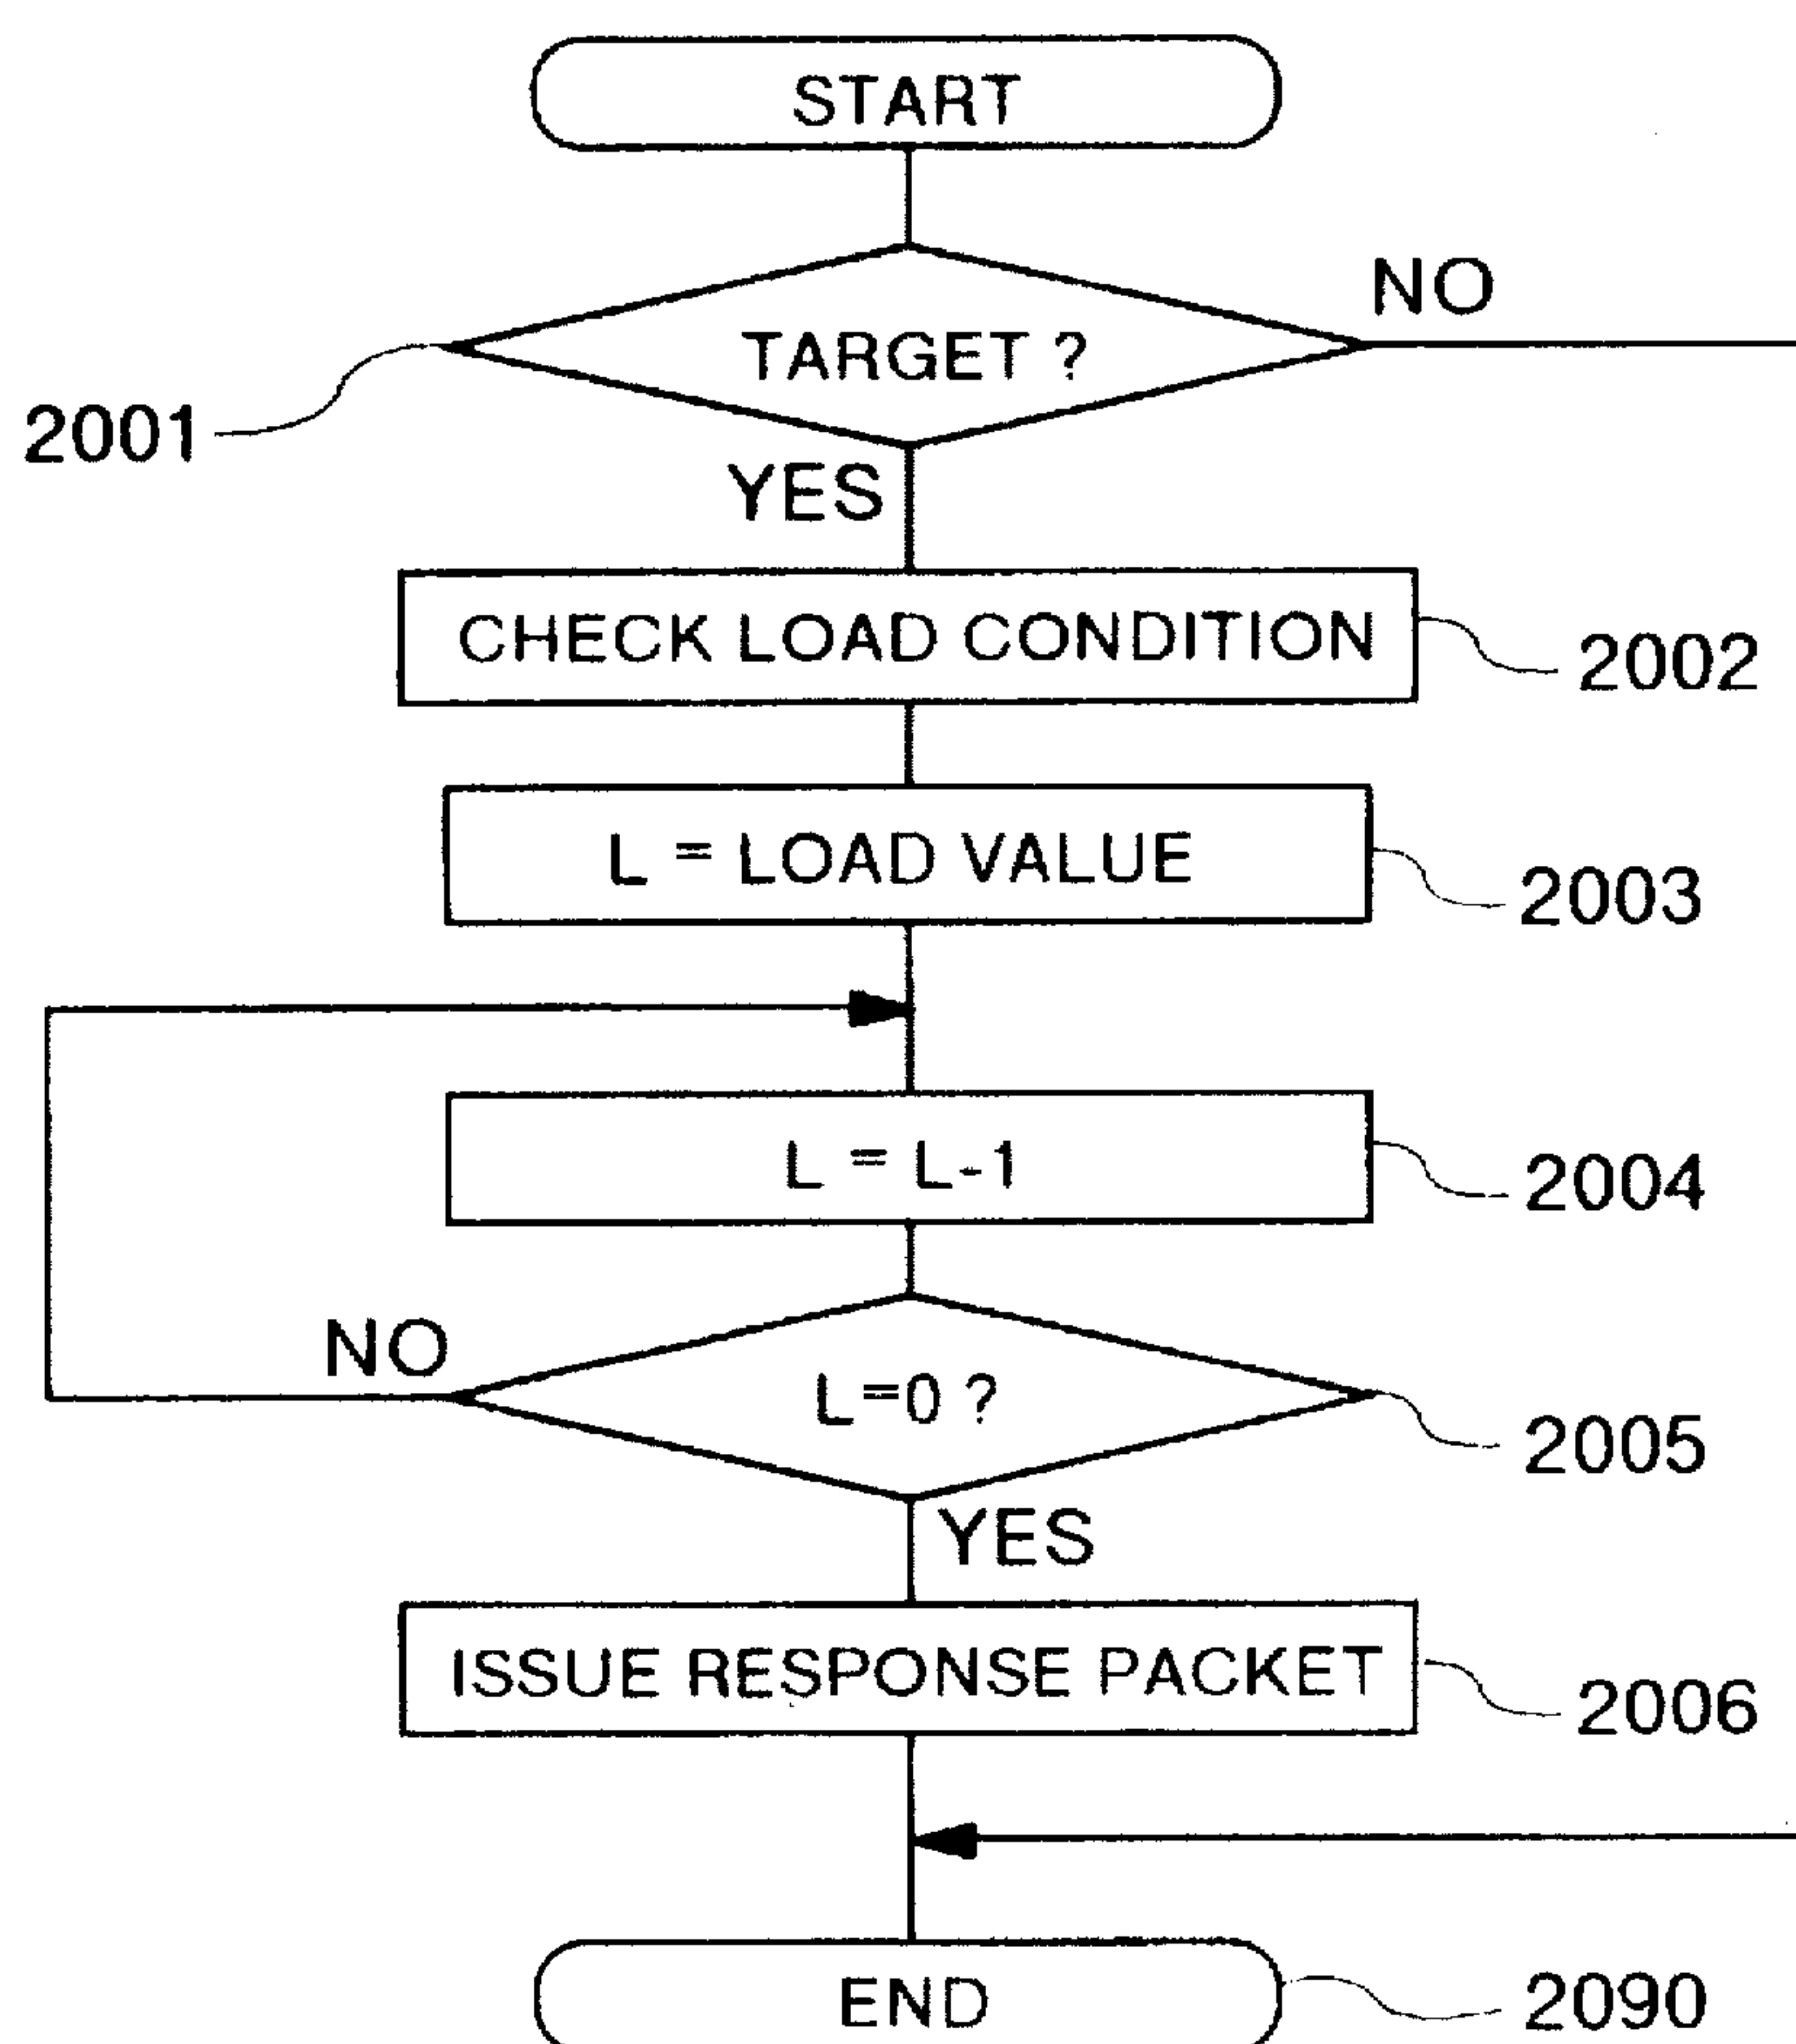 START
NO
TARGET ?
2001
YES
CHECK LOAD CONDITION
2002
L = LOAD VALUE
2003
L = L-1
2004
NO
L=0 ?
2005
YES
ISSUE RESPONSE PACKET
2006
END
2090